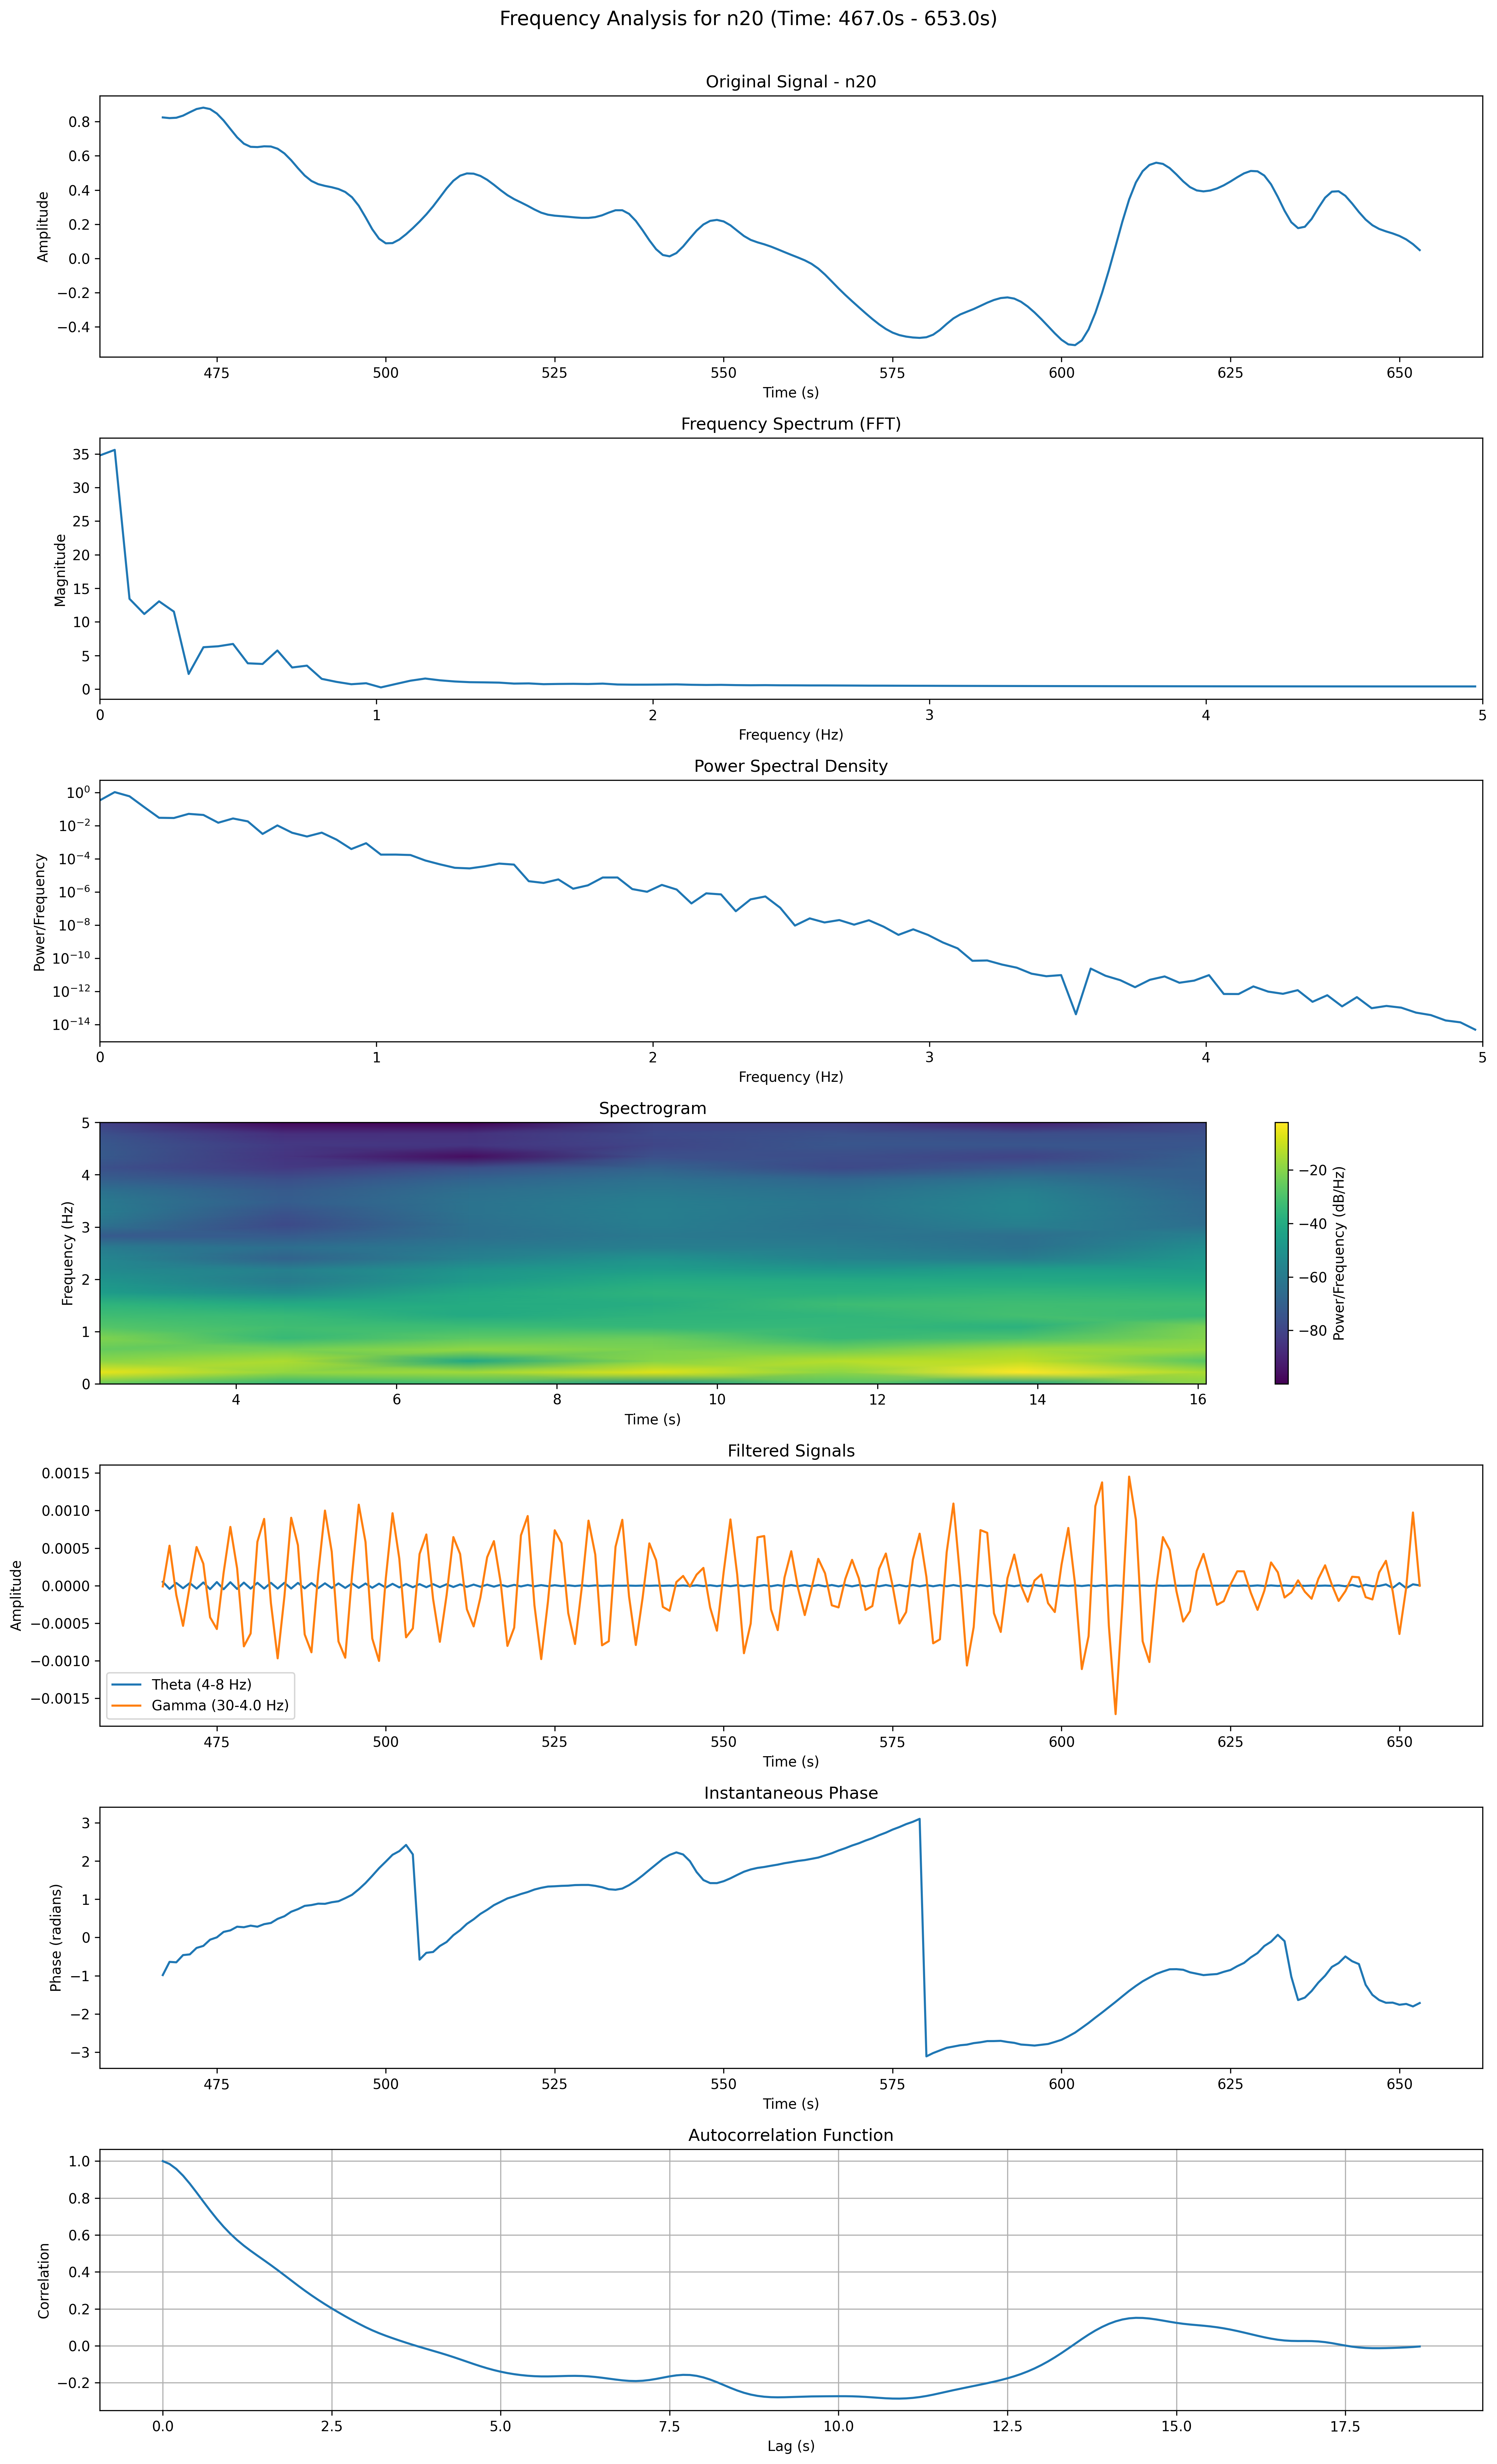 Frequency Analysis for n20 (Time: 467.0s - 653.0s)
Original Signal - n20
Amplitude
0.8
0.6
0.4
0.2
0.0
−0.2
−0.4
475 500 525 550 575 600 625 650
Time (s)
Frequency Spectrum (FFT)
Magnitude
35
30
25
20
15
10
5
0
0 1 2 3 4 5
Frequency (Hz)
Power Spectral Density
Power/Frequency
10⁰
10⁻²
10⁻⁴
10⁻⁶
10⁻⁸
10⁻¹⁰
10⁻¹²
10⁻¹⁴
0 1 2 3 4 5
Frequency (Hz)
Spectrogram
Frequency (Hz)
5
4
3
2
1
0
4 6 8 10 12 14 16
Time (s)
−20
−40
−60
−80
Power/Frequency (dB/Hz)
Filtered Signals
Amplitude
0.0015
0.0010
0.0005
0.0000
−0.0005
−0.0010
−0.0015
Theta (4-8 Hz)
Gamma (30-4.0 Hz)
475 500 525 550 575 600 625 650
Time (s)
Instantaneous Phase
Phase (radians)
3
2
1
0
−1
−2
−3
475 500 525 550 575 600 625 650
Time (s)
Autocorrelation Function
Correlation
1.0
0.8
0.6
0.4
0.2
0.0
−0.2
0.0 2.5 5.0 7.5 10.0 12.5 15.0 17.5
Lag (s)